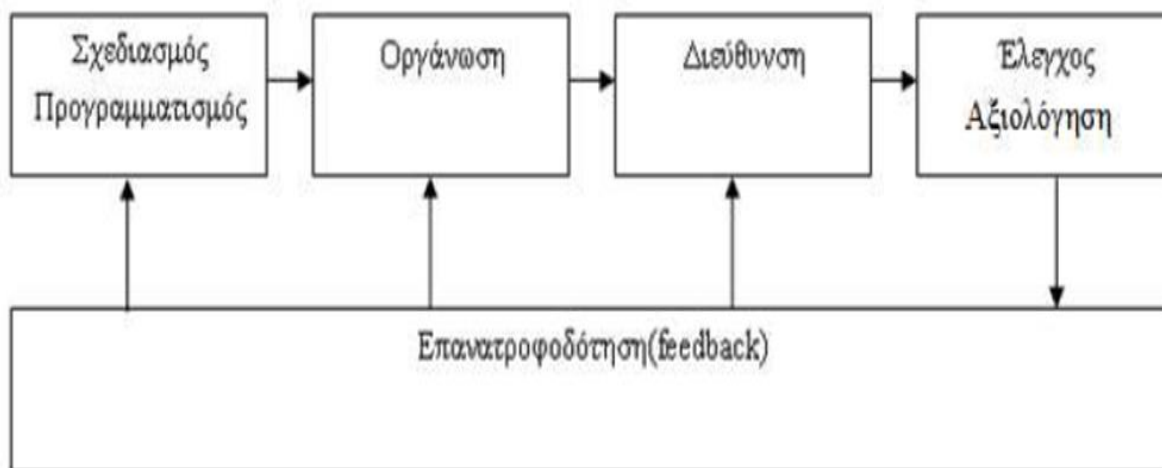 Σχεδιασμός
Προγραμματισμός
Οργάνωση
Διεύθυνση
Έλεγχος
Αξιολόγηση
Επανατροφοδότηση(feedback)